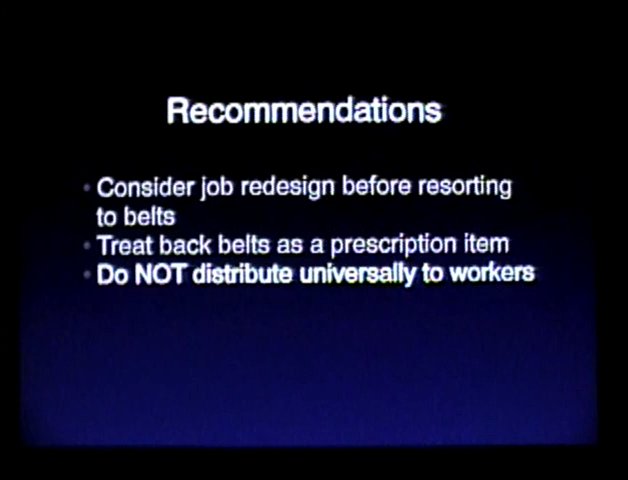 Recommendations
• Consider job redesign before resorting
to belts
• Treat back belts as a prescription item
• Do NOT distribute universally to workers